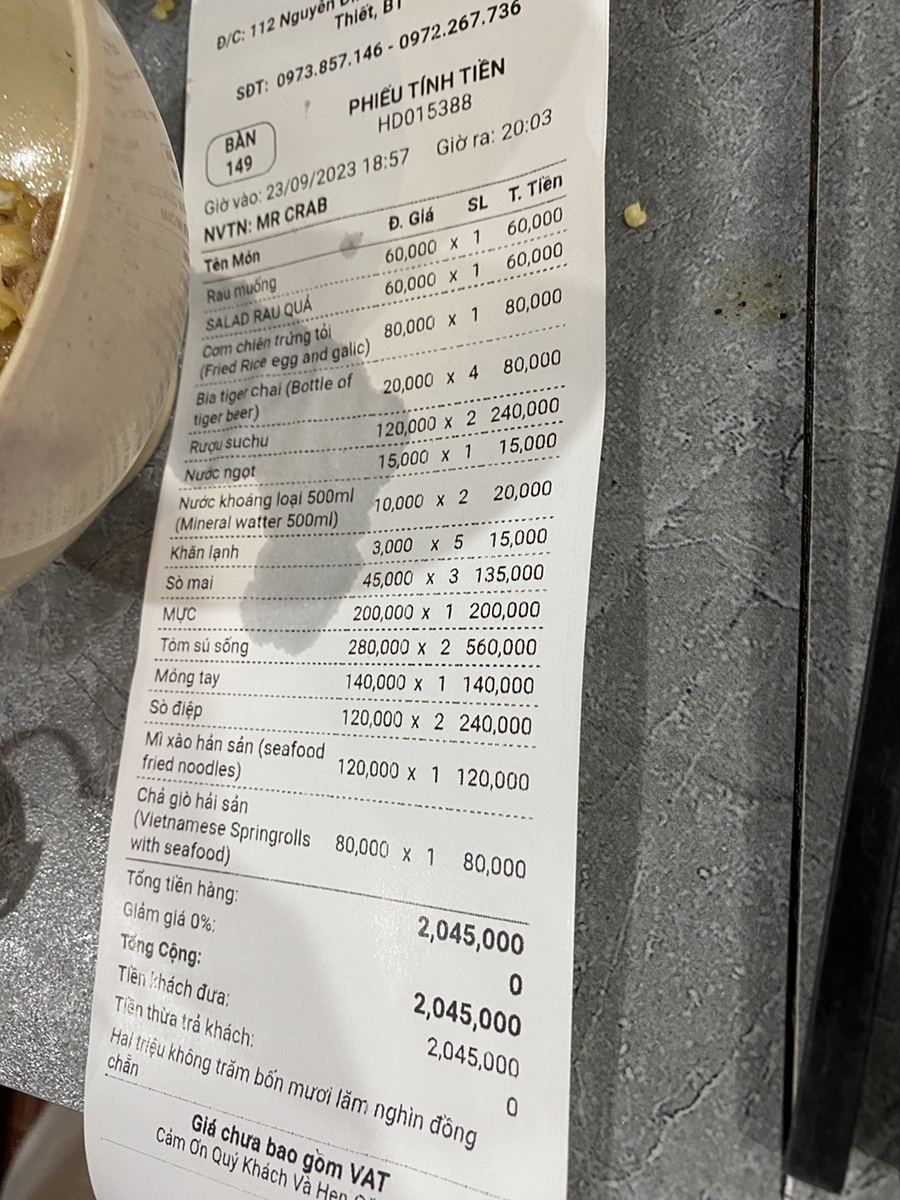 Đ/C: 112 Nguyễn
Thiết, BT
SĐT: 0973.857.146 - 0972.267.736
PHIẾU TÍNH TIỀN
HD015388
BÀN
149
Giờ vào: 23/09/2023 18:57 Giờ ra: 20:03
NVTN: MR CRAB
Tên Món Đ. Giá SL T. Tiền
Rau muống 60,000 x 1 60,000
SALAD RAU QUẢ 60,000 x 1 60,000
Cơm chiên trứng tỏi
(Fried Rice egg and galic) 80,000 x 1 80,000
Bia tiger chai (Bottle of
tiger beer) 20,000 x 4 80,000
Rượu suchu 120,000 x 2 240,000
Nước ngọt 15,000 x 1 15,000
Nước khoáng loại 500ml
(Mineral watter 500ml) 10,000 x 2 20,000
Khăn lạnh 3,000 x 5 15,000
Sò mai 45,000 x 3 135,000
MỰC 200,000 x 1 200,000
Tôm sú sống 280,000 x 2 560,000
Móng tay 140,000 x 1 140,000
Sò điệp 120,000 x 2 240,000
Mì xào hản sản (seafood
fried noodles) 120,000 x 1 120,000
Chả giò hải sản
(Vietnamese Springrolls
with seafood) 80,000 x 1 80,000
Tổng tiền hàng: 2,045,000
Giảm giá 0%: 0
Tổng Cộng: 2,045,000
Tiền khách đưa: 2,045,000
Tiền thừa trả khách: 0
Hai triệu không trăm bốn mươi lăm nghìn đồng
chẵn
Giá chưa bao gồm VAT
Cảm Ơn Quý Khách Và Hẹn